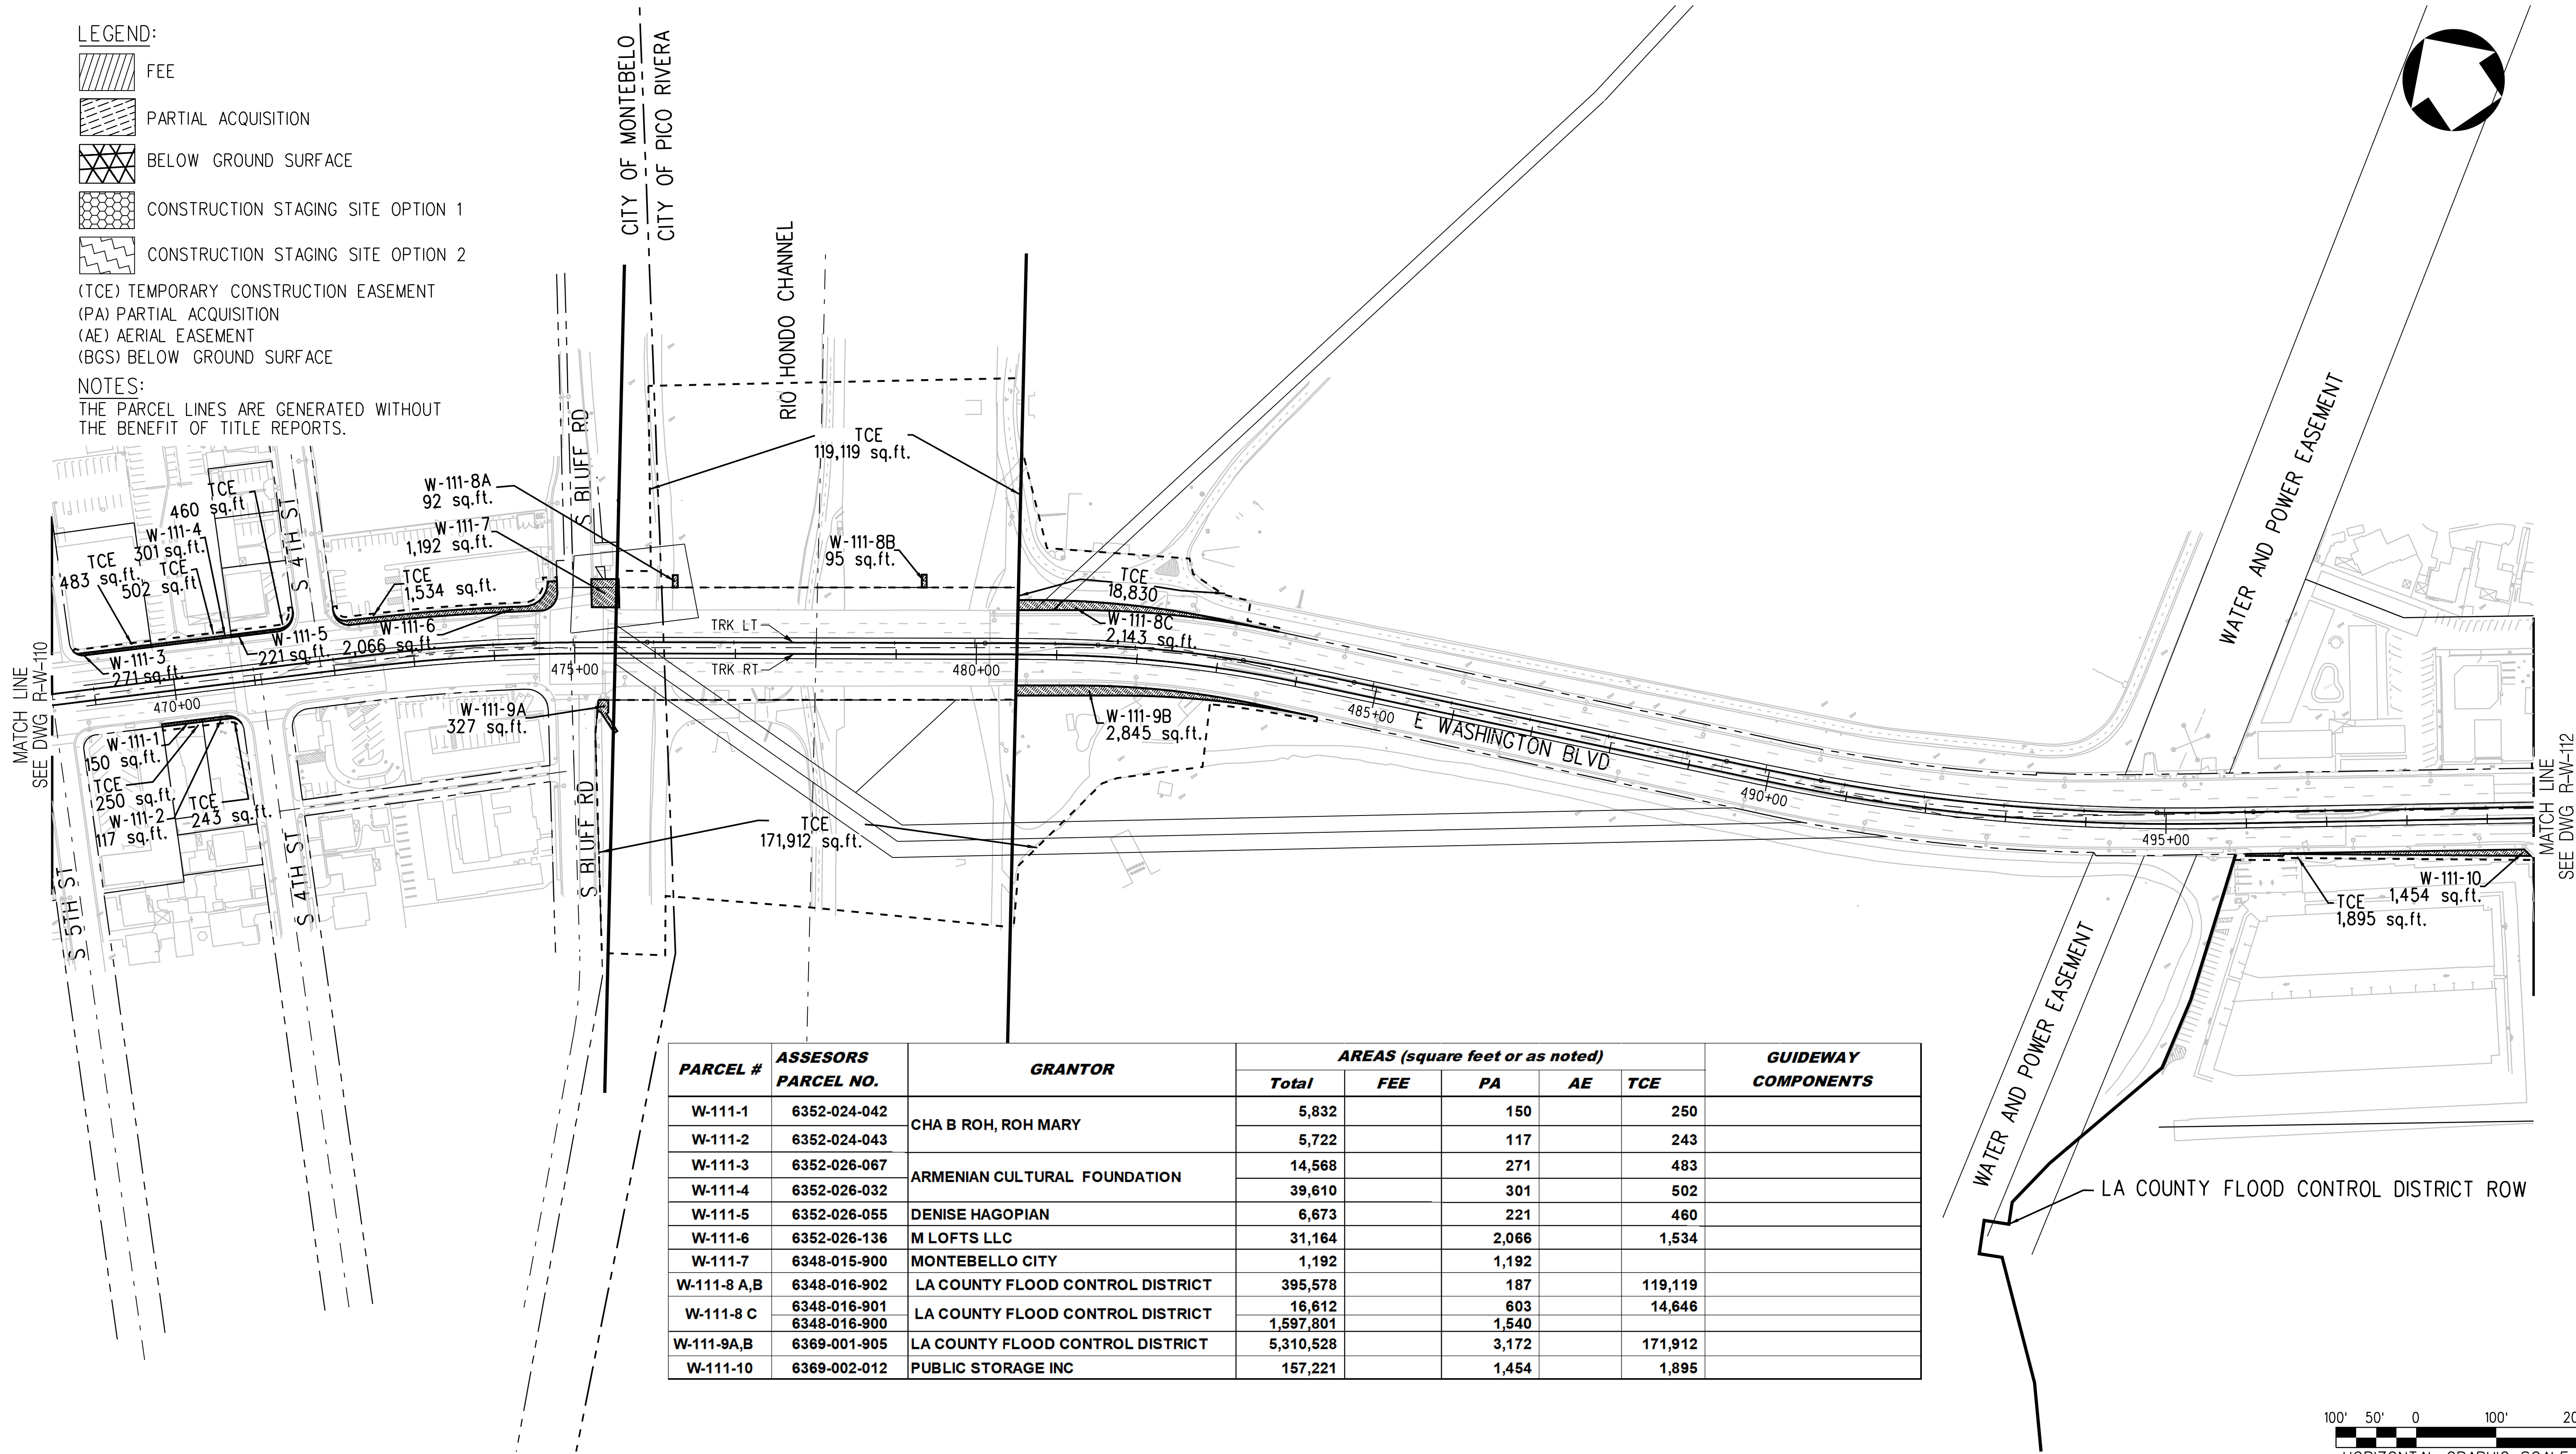 LEGEND:
FEE
PARTIAL ACQUISITION
BELOW GROUND SURFACE
CONSTRUCTION STAGING SITE OPTION 1
CONSTRUCTION STAGING SITE OPTION 2
(TCE) TEMPORARY CONSTRUCTION EASEMENT
(PA) PARTIAL ACQUISITION
(AE) AERIAL EASEMENT
(BGS) BELOW GROUND SURFACE
NOTES:
THE PARCEL LINES ARE GENERATED WITHOUT
THE BENEFIT OF TITLE REPORTS.
CITY OF MONTEBELO
CITY OF PICO RIVERA
RIO HONDO CHANNEL
S BLUFF RD
TCE
119,119 sq.ft.
W-111-8A
92 sq.ft.
W-111-7
1,192 sq.ft.
W-111-8B
95 sq.ft.
TCE
460 sq.ft
W-111-4
301 sq.ft.
TCE
483 sq.ft.
TCE
502 sq.ft
S 4TH ST
TCE
1,534 sq.ft.
W-111-6
2,066 sq.ft.
W-111-5
221 sq.ft.
W-111-3
271 sq.ft.
TCE
18,830
W-111-8C
2,143 sq.ft.
TRK LT
TRK RT
470+00
475+00
480+00
485+00
490+00
495+00
E WASHINGTON BLVD
MATCH LINE
SEE DWG R-W-110
W-111-1
150 sq.ft.
TCE
250 sq.ft
W-111-2
117 sq.ft.
TCE
243 sq.ft.
W-111-9A
327 sq.ft.
W-111-9B
2,845 sq.ft.
S BLUFF RD
TCE
171,912 sq.ft.
S 5TH ST
S 4TH ST
WATER AND POWER EASEMENT
WATER AND POWER EASEMENT
W-111-10
1,454 sq.ft.
TCE
1,895 sq.ft.
MATCH LINE
SEE DWG R-W-112
LA COUNTY FLOOD CONTROL DISTRICT ROW
PARCEL # ASSESORS PARCEL NO. GRANTOR AREAS (square feet or as noted) GUIDEWAY COMPONENTS
Total FEE PA AE TCE
W-111-1 6352-024-042 CHA B ROH, ROH MARY 5,832 150 250
W-111-2 6352-024-043 5,722 117 243
W-111-3 6352-026-067 ARMENIAN CULTURAL FOUNDATION 14,568 271 483
W-111-4 6352-026-032 39,610 301 502
W-111-5 6352-026-055 DENISE HAGOPIAN 6,673 221 460
W-111-6 6352-026-136 M LOFTS LLC 31,164 2,066 1,534
W-111-7 6348-015-900 MONTEBELLO CITY 1,192 1,192
W-111-8 A,B 6348-016-902 LA COUNTY FLOOD CONTROL DISTRICT 395,578 187 119,119
W-111-8 C 6348-016-901 LA COUNTY FLOOD CONTROL DISTRICT 16,612 603 14,646
6348-016-900 1,597,801 1,540
W-111-9A,B 6369-001-905 LA COUNTY FLOOD CONTROL DISTRICT 5,310,528 3,172 171,912
W-111-10 6369-002-012 PUBLIC STORAGE INC 157,221 1,454 1,895
100' 50' 0 100'